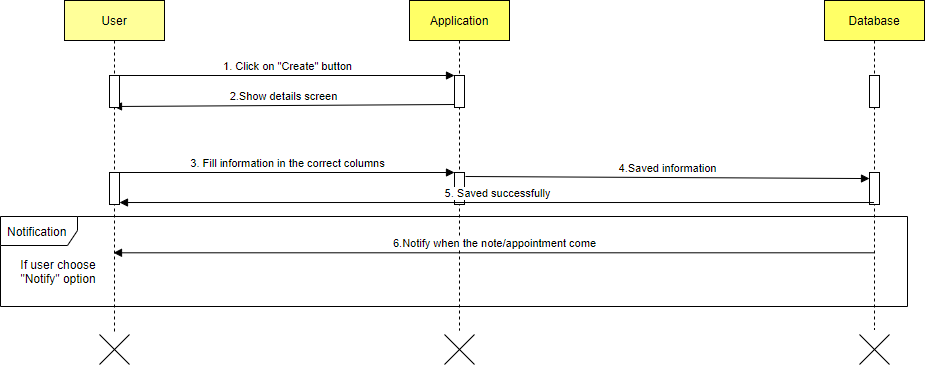 User
Application
Database
1. Click on "Create" button
2.Show details screen
3. Fill information in the correct columns
4.Saved information
5. Saved successfully
Notification
6.Notify when the note/appointment come
If user choose
"Notify" option